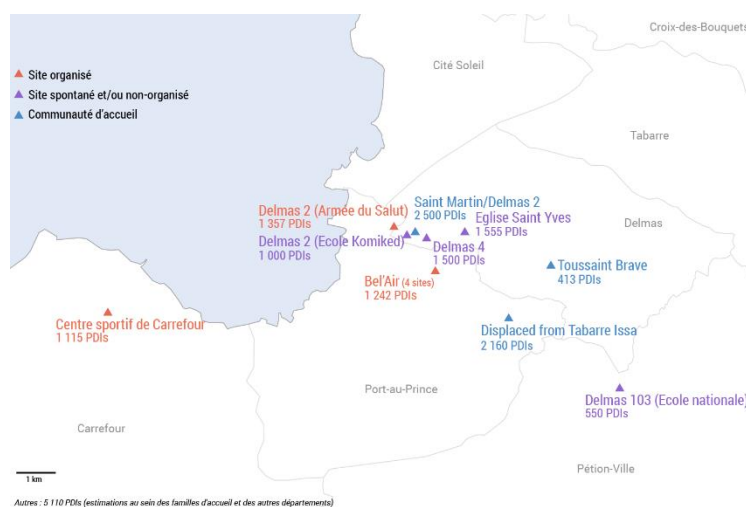 Croix-des-Bouquets
Cité Soleil
Site organisé
Site spontané et/ou non-organisé
Communauté d'accueil
Tabarre
Delmas 2 (Armée du Salut)
1 357 PDIs
Saint Martin/Delmas 2
2 500 PDIs
Eglise Saint Yves
1 555 PDIs
Delmas
Delmas 2 (Ecole Komiked)
1 000 PDIs
Delmas 4
1 500 PDIs
Toussaint Brave
413 PDIs
Bel'Air (4 sites)
1 242 PDIs
Centre sportif de Carrefour
1 115 PDIs
Displaced from Tabarre Issa
2 160 PDIs
Port-au-Prince
Delmas 103 (Ecole nationale)
550 PDIs
Carrefour
Pétion-Ville
1 km
Autres : 5 110 PDIs (estimations au sein des familles d'accueil et des autres départements)